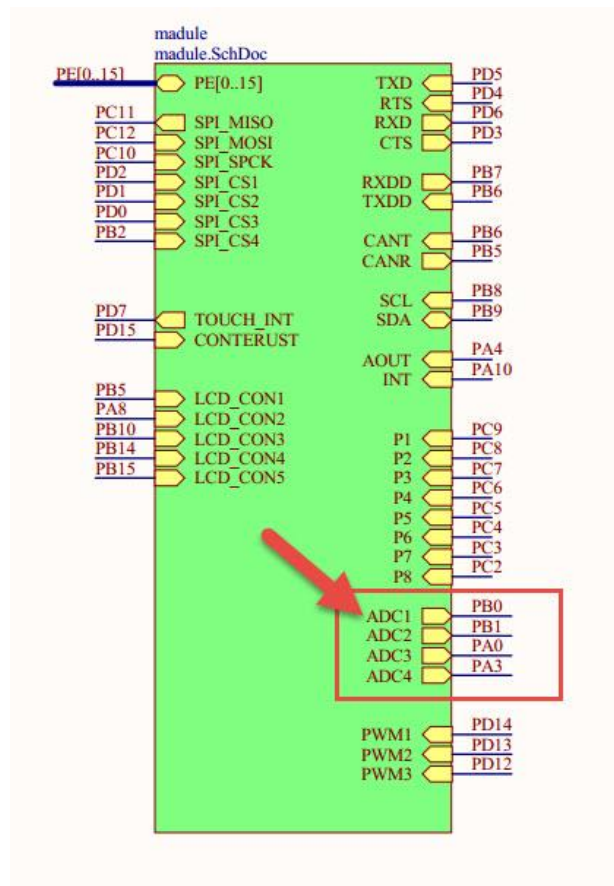 madule
madule.SchDoc
PE[0..15] PE[0..15] TXD PD5
RTS PD4
PC11 SPI_MISO RXD PD6
PC12 SPI_MOSI CTS PD3
PC10 SPI_SPCK
PD2 SPI_CS1 RXDD PB7
PD1 SPI_CS2 TXDD PB6
PD0 SPI_CS3
PB2 SPI_CS4 CANT PB6
CANR PB5
SCL PB8
PD7 TOUCH_INT SDA PB9
PD15 CONTERUST
AOUT PA4
INT PA10
PB5 LCD_CON1
PA8 LCD_CON2
PB10 LCD_CON3 P1 PC9
PB14 LCD_CON4 P2 PC8
PB15 LCD_CON5 P3 PC7
P4 PC6
P5 PC5
P6 PC4
P7 PC3
P8 PC2
ADC1 PB0
ADC2 PB1
ADC3 PA0
ADC4 PA3
PWM1 PD14
PWM2 PD13
PWM3 PD12